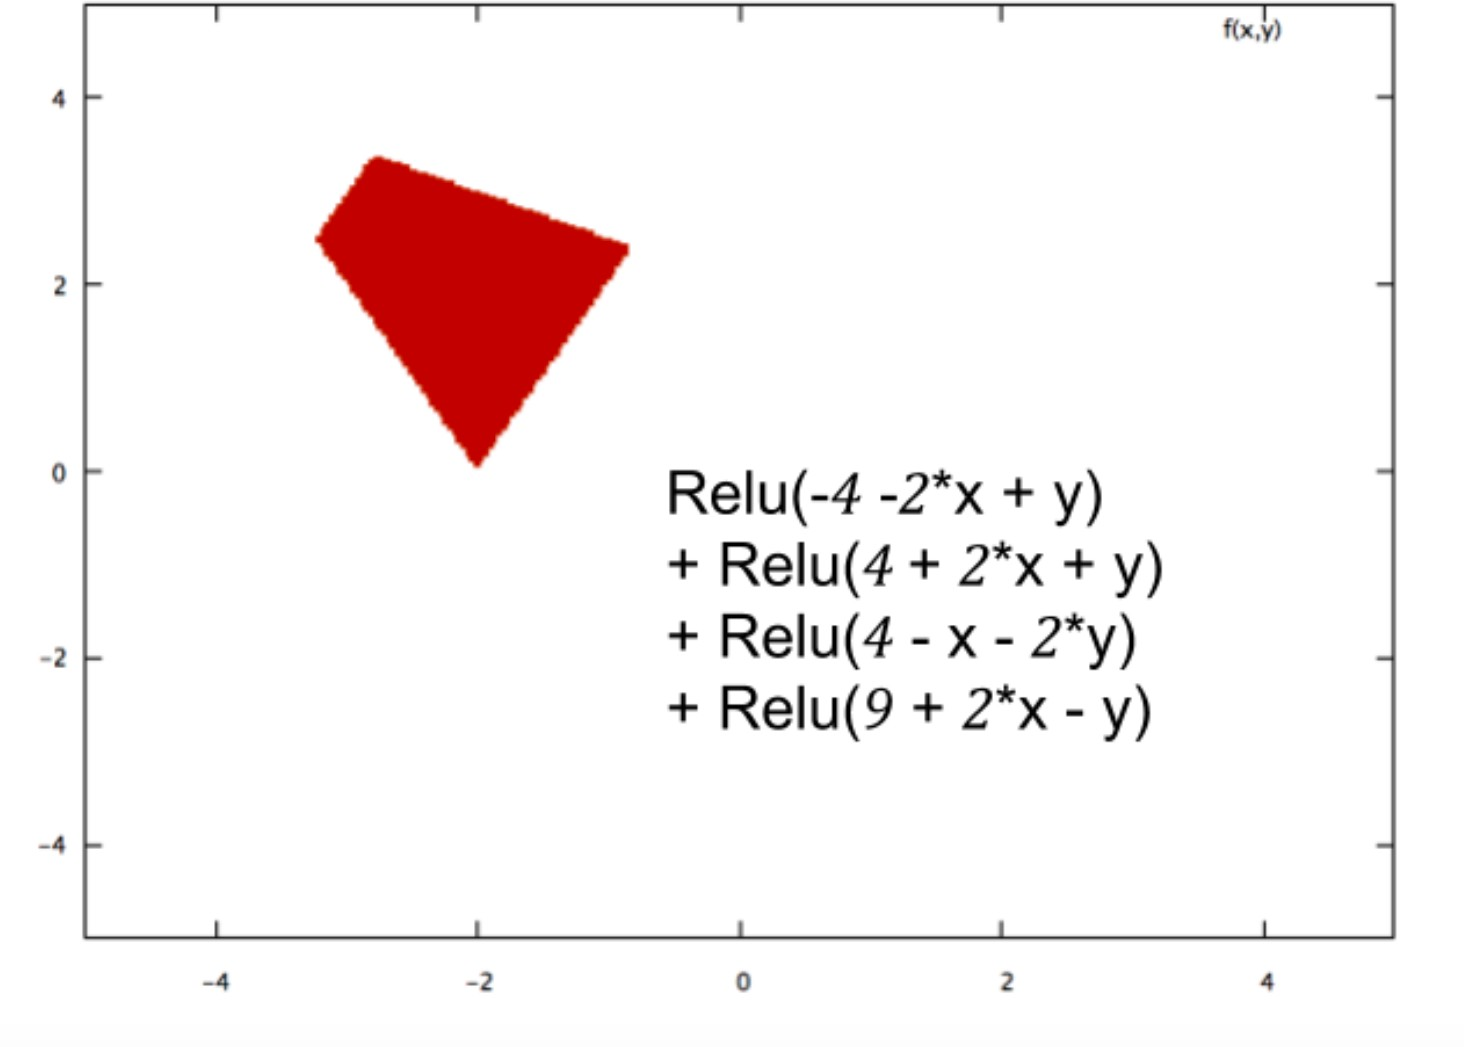 f(x,y)
4
2
0
-2
-4
Relu(-4 -2*x + y)
+ Relu(4 + 2*x + y)
+ Relu(4 - x - 2*y)
+ Relu(9 + 2*x - y)
-4 -2 0 2 4